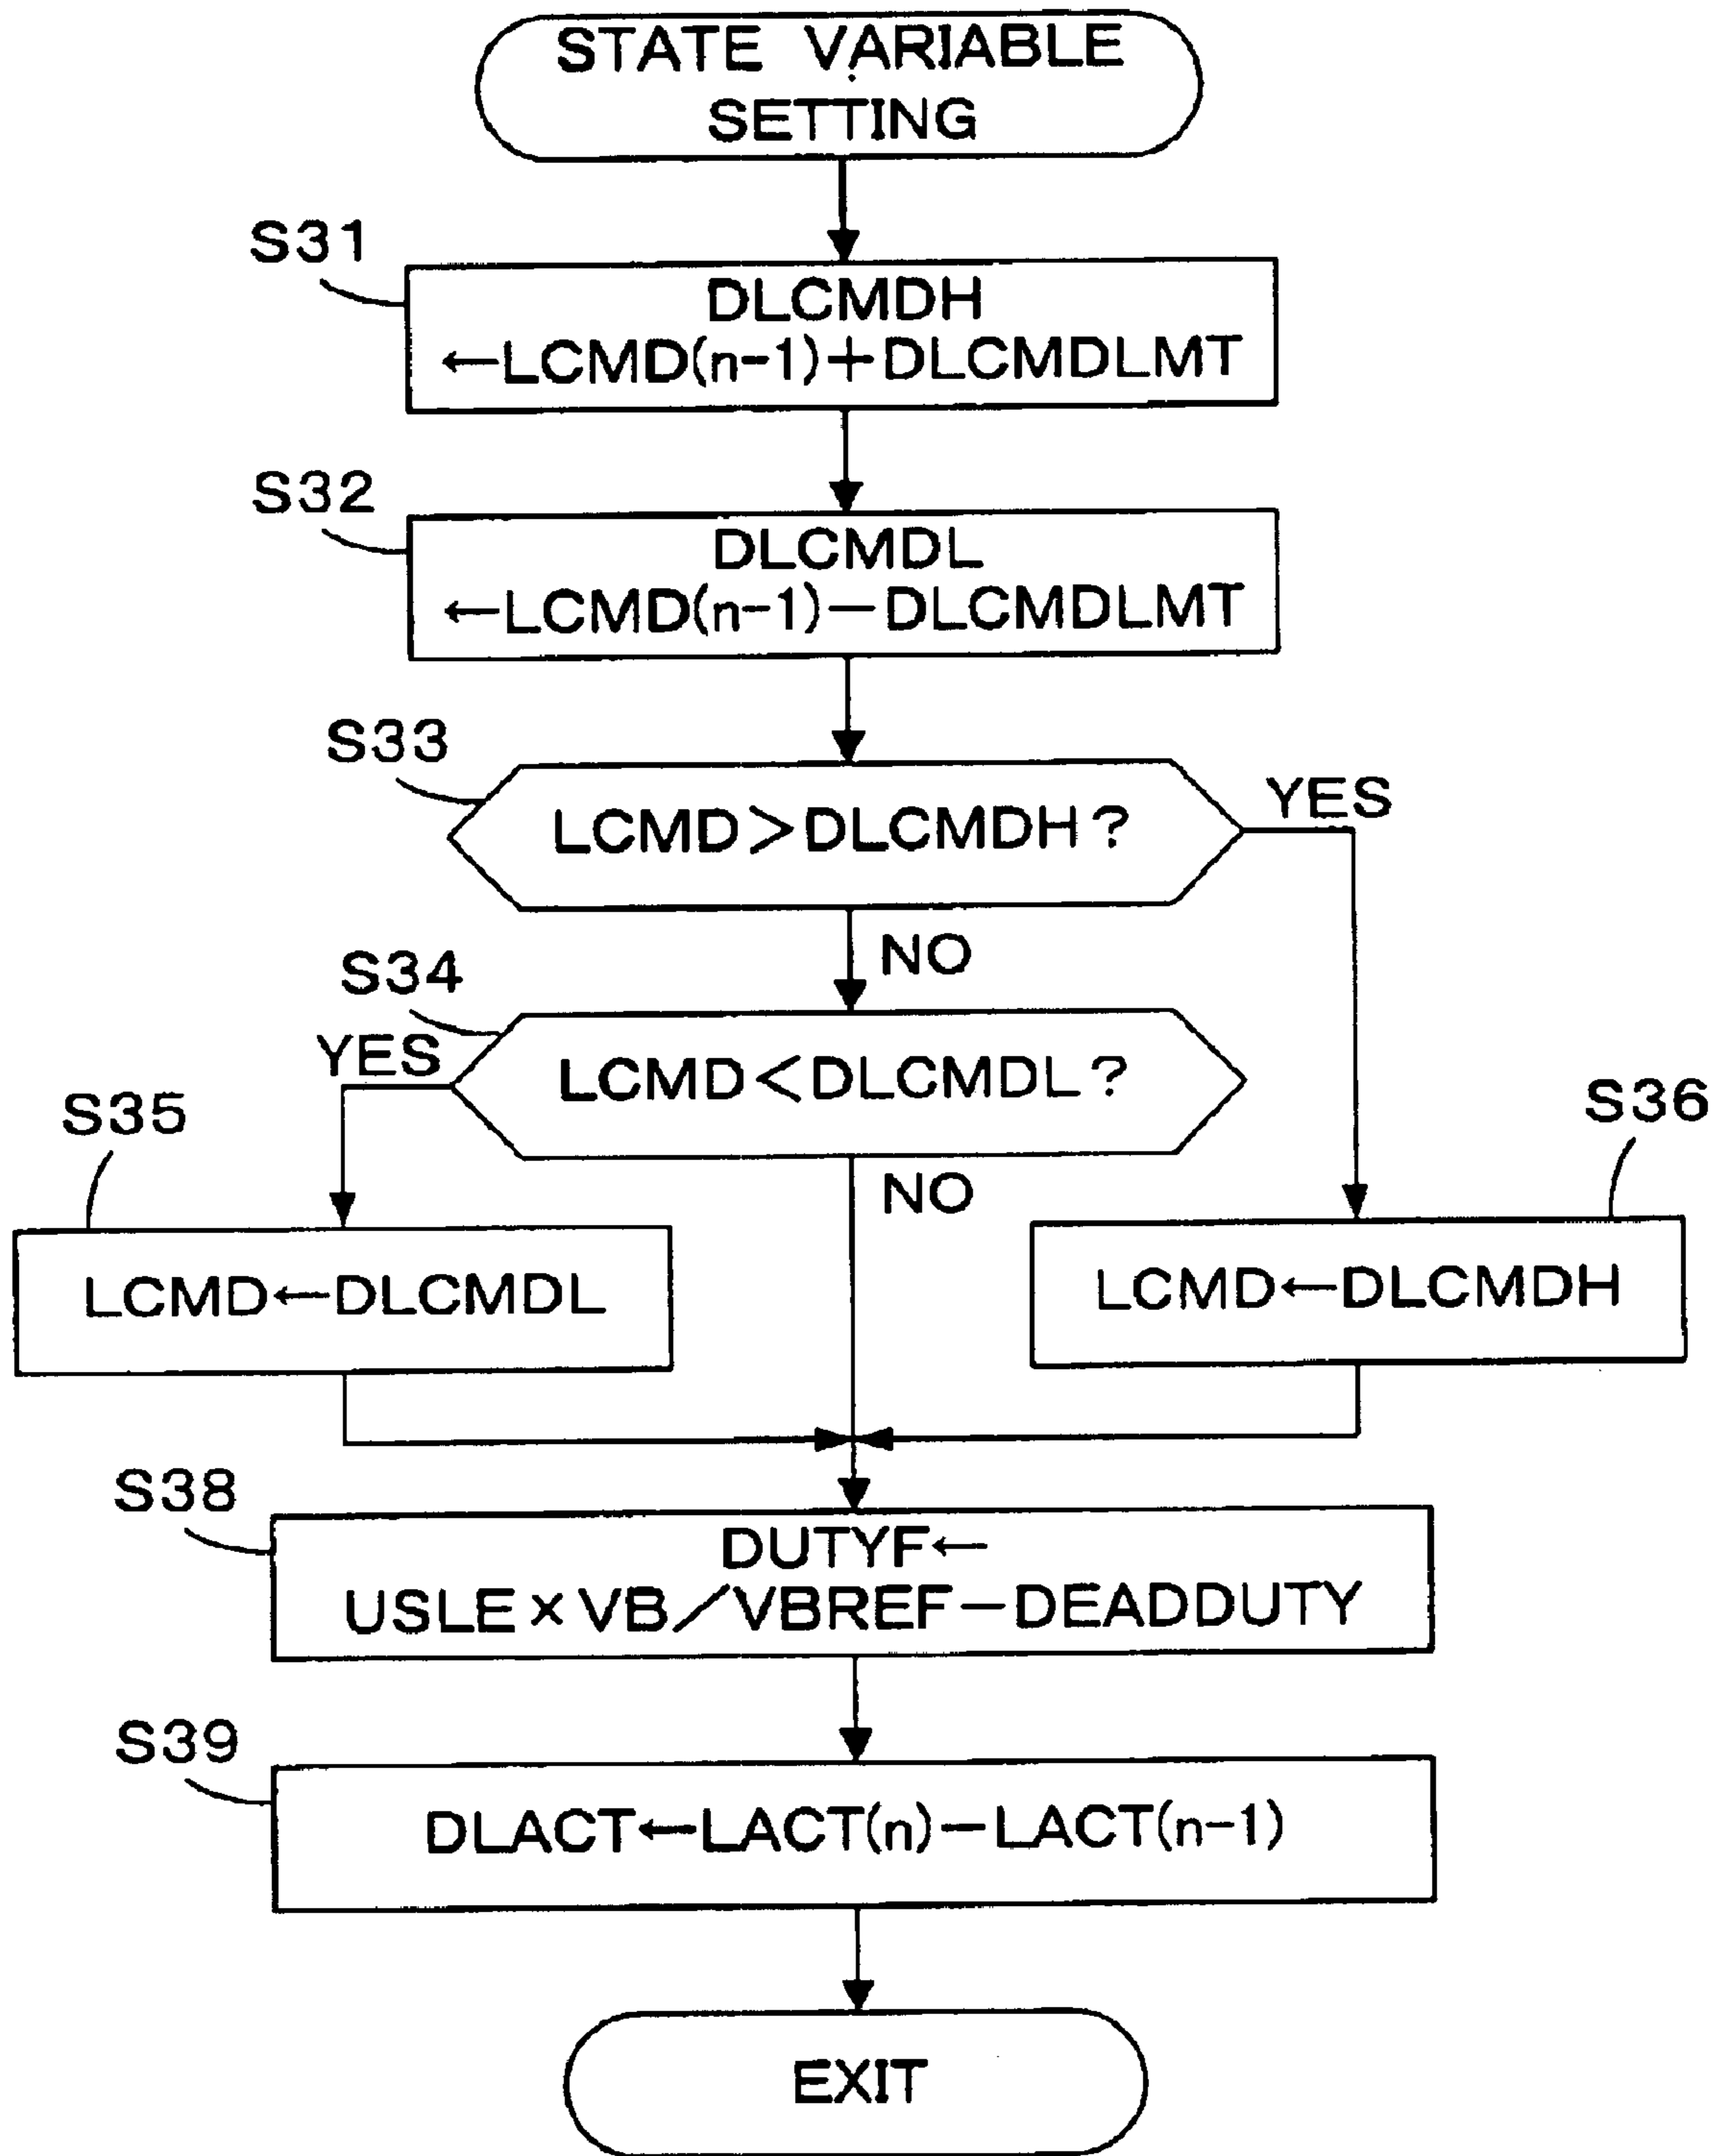 STATE VARIABLE
SETTING
S31
DLCMDH
←LCMD(n-1)+DLCMDLMT
S32
DLCMDL
←LCMD(n-1)−DLCMDLMT
S33
LCMD>DLCMDH?
YES
NO
S34
YES
LCMD<DLCMDL?
NO
S35
LCMD←DLCMDL
S36
LCMD←DLCMDH
S38
DUTYF←
USLE×VB/VBREF−DEADDUTY
S39
DLACT←LACT(n)−LACT(n-1)
EXIT